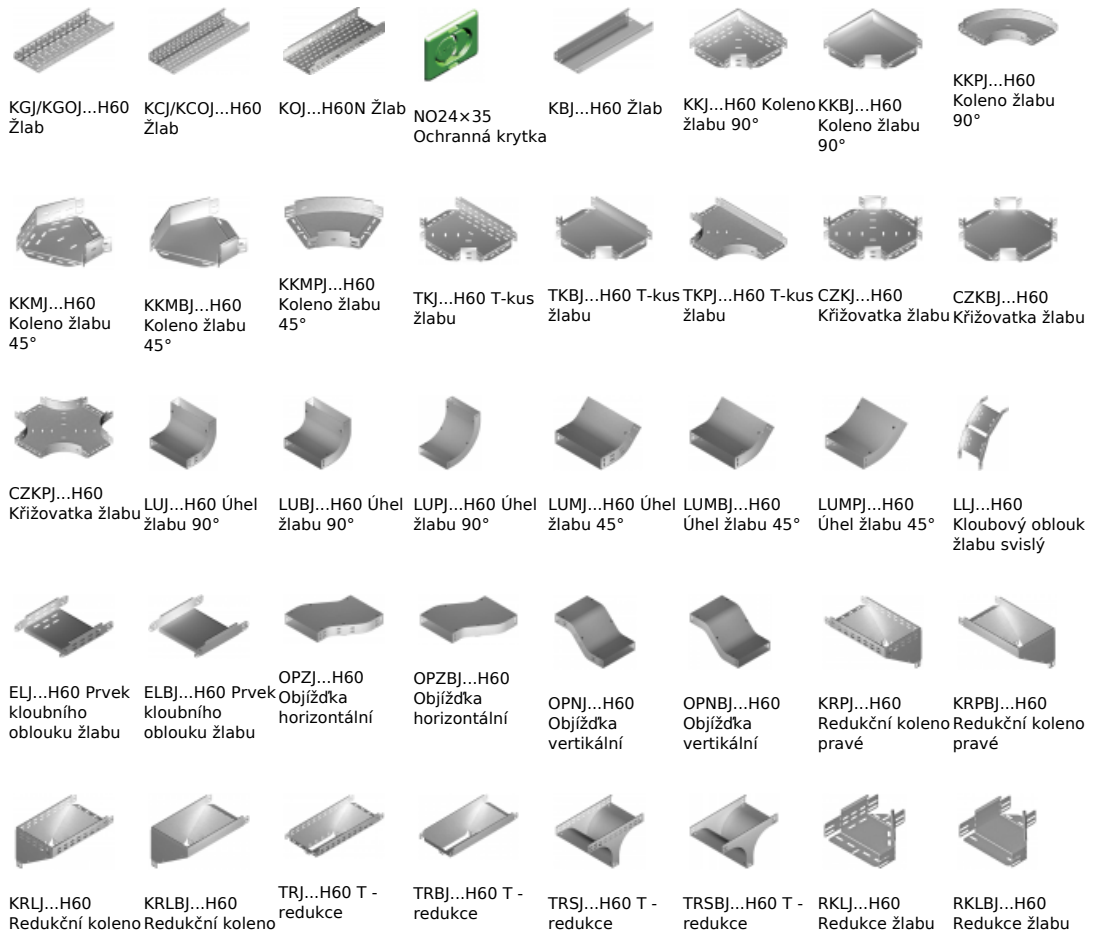 KGJ/KGOJ...H60
Žlab
KCJ/KCOJ...H60
Žlab
KOJ...H60N Žlab
NO24×35
Ochranná krytka
KBJ...H60 Žlab
KKJ...H60 Koleno
žlabu 90°
KKBJ...H60
Koleno žlabu
90°
KKPJ...H60
Koleno žlabu
90°
KKMJ...H60
Koleno žlabu
45°
KKMBJ...H60
Koleno žlabu
45°
KKMPJ...H60
Koleno žlabu
45°
TKJ...H60 T-kus
žlabu
TKBJ...H60 T-kus
žlabu
TKPJ...H60 T-kus
žlabu
CZKJ...H60
Křižovatka žlabu
CZKBJ...H60
Křižovatka žlabu
CZKPJ...H60
Křižovatka žlabu
LUJ...H60 Úhel
žlabu 90°
LUBJ...H60 Úhel
žlabu 90°
LUPJ...H60 Úhel
žlabu 90°
LUMJ...H60 Úhel
žlabu 45°
LUMBJ...H60
Úhel žlabu 45°
LUMPJ...H60
Úhel žlabu 45°
LLJ...H60
Kloubový oblouk
žlabu svislý
ELJ...H60 Prvek
kloubního
oblouku žlabu
ELBJ...H60 Prvek
kloubního
oblouku žlabu
OPZJ...H60
Objížďka
horizontální
OPZBJ...H60
Objížďka
horizontální
OPNJ...H60
Objížďka
vertikální
OPNBJ...H60
Objížďka
vertikální
KRPJ...H60
Redukční koleno
pravé
KRPBJ...H60
Redukční koleno
pravé
KRLJ...H60
Redukční koleno
KRLBJ...H60
Redukční koleno
TRJ...H60 T -
redukce
TRBJ...H60 T -
redukce
TRSJ...H60 T -
redukce
TRSBJ...H60 T -
redukce
RKLJ...H60
Redukce žlabu
RKLBJ...H60
Redukce žlabu